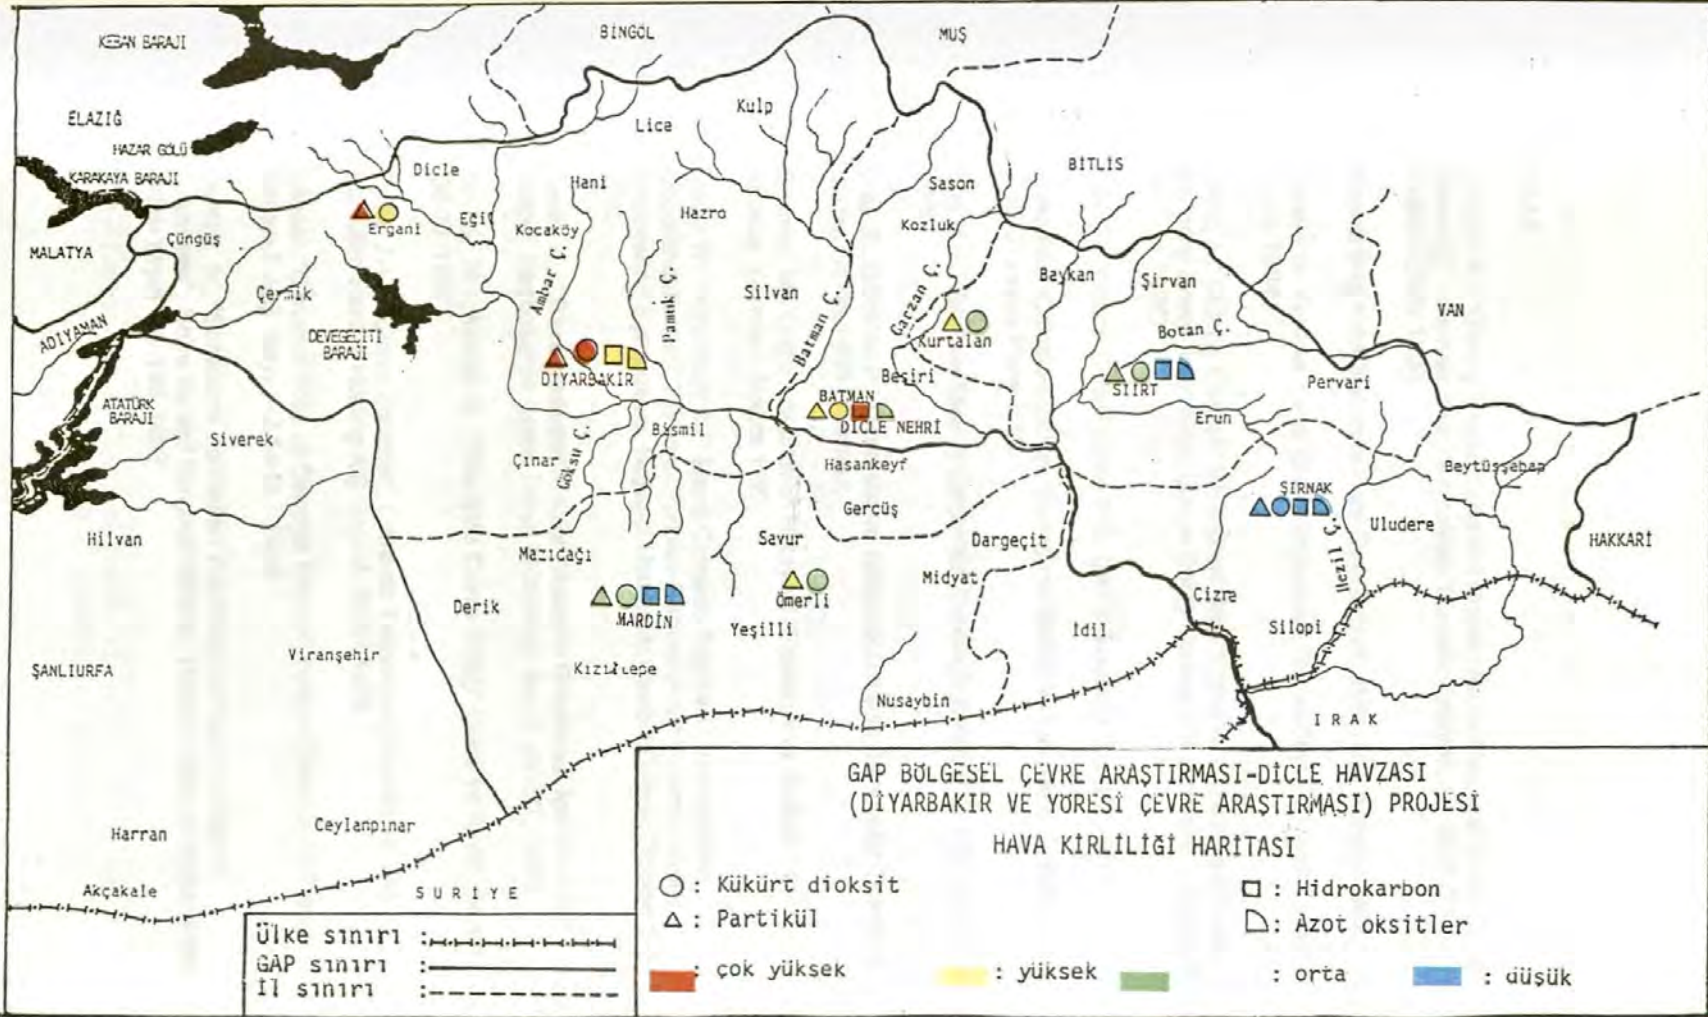 KEBAN BARAJI
BİNGÖL
MUŞ
ELAZIĞ
HAZAR GÖLÜ
KARAKAYA BARAJI
Kulp
Lice
Dicle
Hani
BİTLİS
Sason
Hazro
Kozluk
Ergani
Eğil
Kocaköy
MALATYA
Çüngüş
Çermik
Ambar Ç.
Pamuk Ç.
Silvan
Batman Ç.
Garzan Ç.
Baykan
Şirvan
VAN
ADIYAMAN
DEVEGEÇİTİ
BARAJI
Kurtalan
Botan Ç.
DİYARBAKIR
Beşiri
SİİRT
Pervari
ATATÜRK
BARAJI
BATMAN
DİCLE NEHRİ
Erun
Siverek
Bismil
Çınar
Göksu Ç.
Hasankeyf
Beytüşşebap
ŞIRNAK
Gercüş
Uludere
Hilvan
Mazıdağı
Savur
Dargeçit
Hezil Ç.
HAKKARİ
Midyat
Derik
MARDİN
Ömerli
Yeşilli
Cizre
İdil
Silopi
ŞANLIURFA
Viranşehir
Kızıltepe
Nusaybin
IRAK
Harran
Ceylanpınar
Akçakale
SURİYE
GAP BÖLGESEL ÇEVRE ARAŞTIRMASI-DİCLE HAVZASI
(DİYARBAKIR VE YÖRESİ ÇEVRE ARAŞTIRMASI) PROJESİ
HAVA KİRLİLİĞİ HARİTASI
: Kükürt dioksit
: Hidrokarbon
: Partikül
: Azot oksitler
: çok yüksek : yüksek : orta : düşük
Ülke sınırı :
GAP sınırı :
İl sınırı :